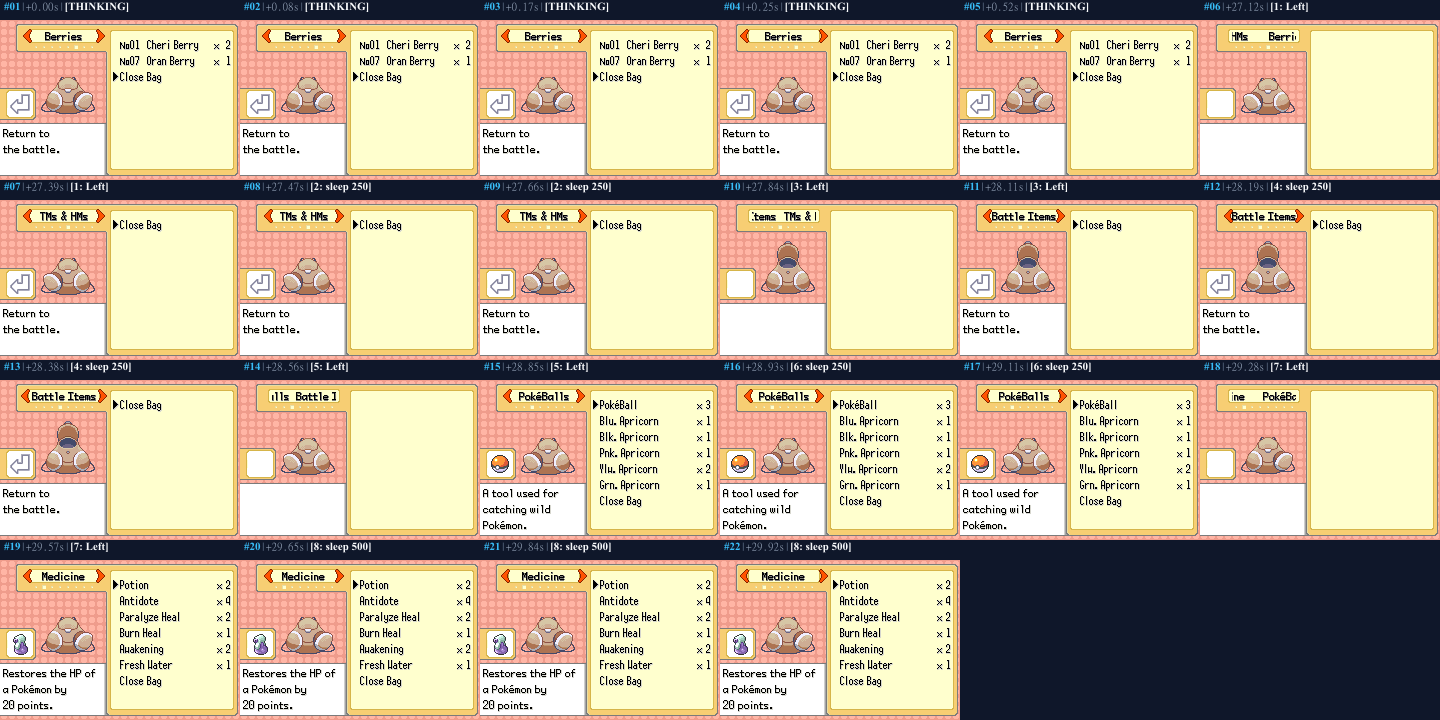 #01 | +0.00s | [THINKING]
Berries
№01 Cheri Berry × 2
№07 Oran Berry × 1
Close Bag
Return to
the battle.
#02 | +0.08s | [THINKING]
Berries
№01 Cheri Berry × 2
№07 Oran Berry × 1
Close Bag
Return to
the battle.
#03 | +0.17s | [THINKING]
Berries
№01 Cheri Berry × 2
№07 Oran Berry × 1
Close Bag
Return to
the battle.
#04 | +0.25s | [THINKING]
Berries
№01 Cheri Berry × 2
№07 Oran Berry × 1
Close Bag
Return to
the battle.
#05 | +0.52s | [THINKING]
Berries
№01 Cheri Berry × 2
№07 Oran Berry × 1
Close Bag
Return to
the battle.
#06 | +27.12s | [1: Left]
HMs Berri
#07 | +27.39s | [1: Left]
TMs & HMs
Close Bag
Return to
the battle.
#08 | +27.47s | [2: sleep 250]
TMs & HMs
Close Bag
Return to
the battle.
#09 | +27.66s | [2: sleep 250]
TMs & HMs
Close Bag
Return to
the battle.
#10 | +27.84s | [3: Left]
tems TMs & I
#11 | +28.11s | [3: Left]
Battle Items
Close Bag
Return to
the battle.
#12 | +28.19s | [4: sleep 250]
Battle Items
Close Bag
Return to
the battle.
#13 | +28.38s | [4: sleep 250]
Battle Items
Close Bag
Return to
the battle.
#14 | +28.56s | [5: Left]
lls Battle I
#15 | +28.85s | [5: Left]
PokéBalls
PokéBall × 3
Blu. Apricorn × 1
Blk. Apricorn × 1
Pnk. Apricorn × 1
Ylw. Apricorn × 2
Grn. Apricorn × 1
Close Bag
A tool used for
catching wild
Pokémon.
#16 | +28.93s | [6: sleep 250]
PokéBalls
PokéBall × 3
Blu. Apricorn × 1
Blk. Apricorn × 1
Pnk. Apricorn × 1
Ylw. Apricorn × 2
Grn. Apricorn × 1
Close Bag
A tool used for
catching wild
Pokémon.
#17 | +29.11s | [6: sleep 250]
PokéBalls
PokéBall × 3
Blu. Apricorn × 1
Blk. Apricorn × 1
Pnk. Apricorn × 1
Ylw. Apricorn × 2
Grn. Apricorn × 1
Close Bag
A tool used for
catching wild
Pokémon.
#18 | +29.28s | [7: Left]
ne PokéBa
#19 | +29.57s | [7: Left]
Medicine
Potion × 2
Antidote × 4
Paralyze Heal × 2
Burn Heal × 1
Awakening × 2
Fresh Water × 1
Close Bag
Restores the HP of
a Pokémon by
20 points.
#20 | +29.65s | [8: sleep 500]
Medicine
Potion × 2
Antidote × 4
Paralyze Heal × 2
Burn Heal × 1
Awakening × 2
Fresh Water × 1
Close Bag
Restores the HP of
a Pokémon by
20 points.
#21 | +29.84s | [8: sleep 500]
Medicine
Potion × 2
Antidote × 4
Paralyze Heal × 2
Burn Heal × 1
Awakening × 2
Fresh Water × 1
Close Bag
Restores the HP of
a Pokémon by
20 points.
#22 | +29.92s | [8: sleep 500]
Medicine
Potion × 2
Antidote × 4
Paralyze Heal × 2
Burn Heal × 1
Awakening × 2
Fresh Water × 1
Close Bag
Restores the HP of
a Pokémon by
20 points.